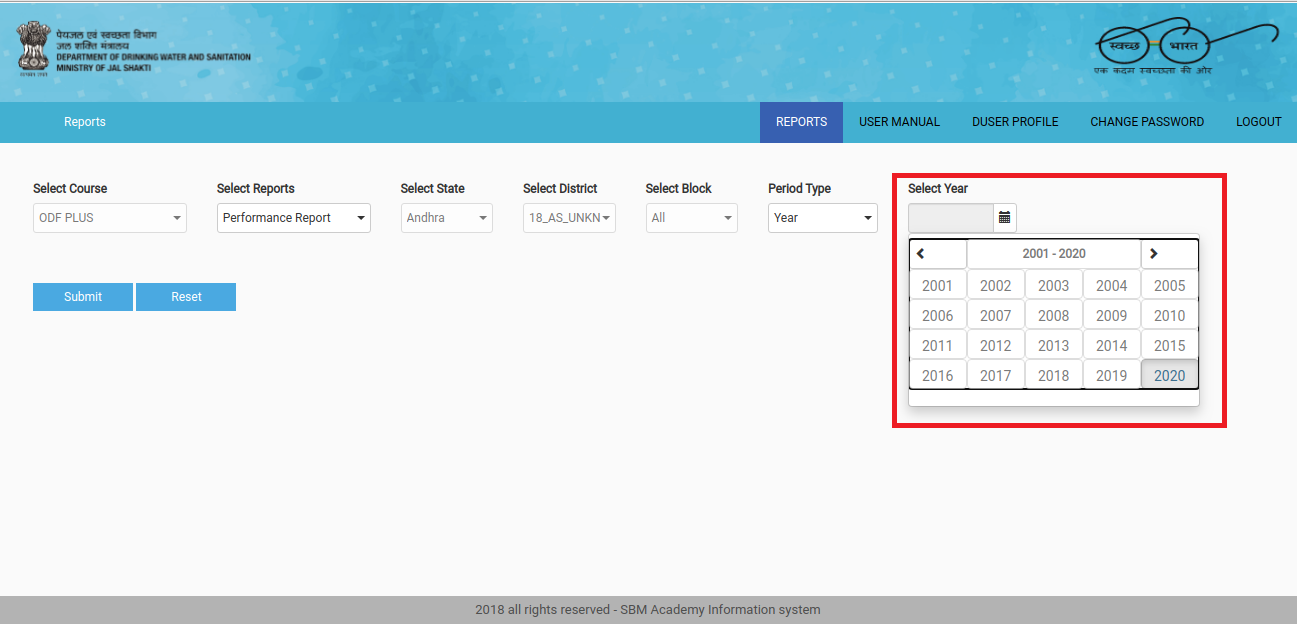 पेयजल एवं स्वच्छता विभाग
जल शक्ति मंत्रालय
DEPARTMENT OF DRINKING WATER AND SANITATION
MINISTRY OF JAL SHAKTI
स्वच्छ भारत
एक कदम स्वच्छता की ओर
Reports
REPORTS USER MANUAL DUSER PROFILE CHANGE PASSWORD LOGOUT
Select Course Select Reports Select State Select District Select Block Period Type Select Year
ODF PLUS Performance Report Andhra 18_AS_UNKN All Year
2001 - 2020
2001 2002 2003 2004 2005
2006 2007 2008 2009 2010
2011 2012 2013 2014 2015
2016 2017 2018 2019 2020
Submit Reset
2018 all rights reserved - SBM Academy Information system